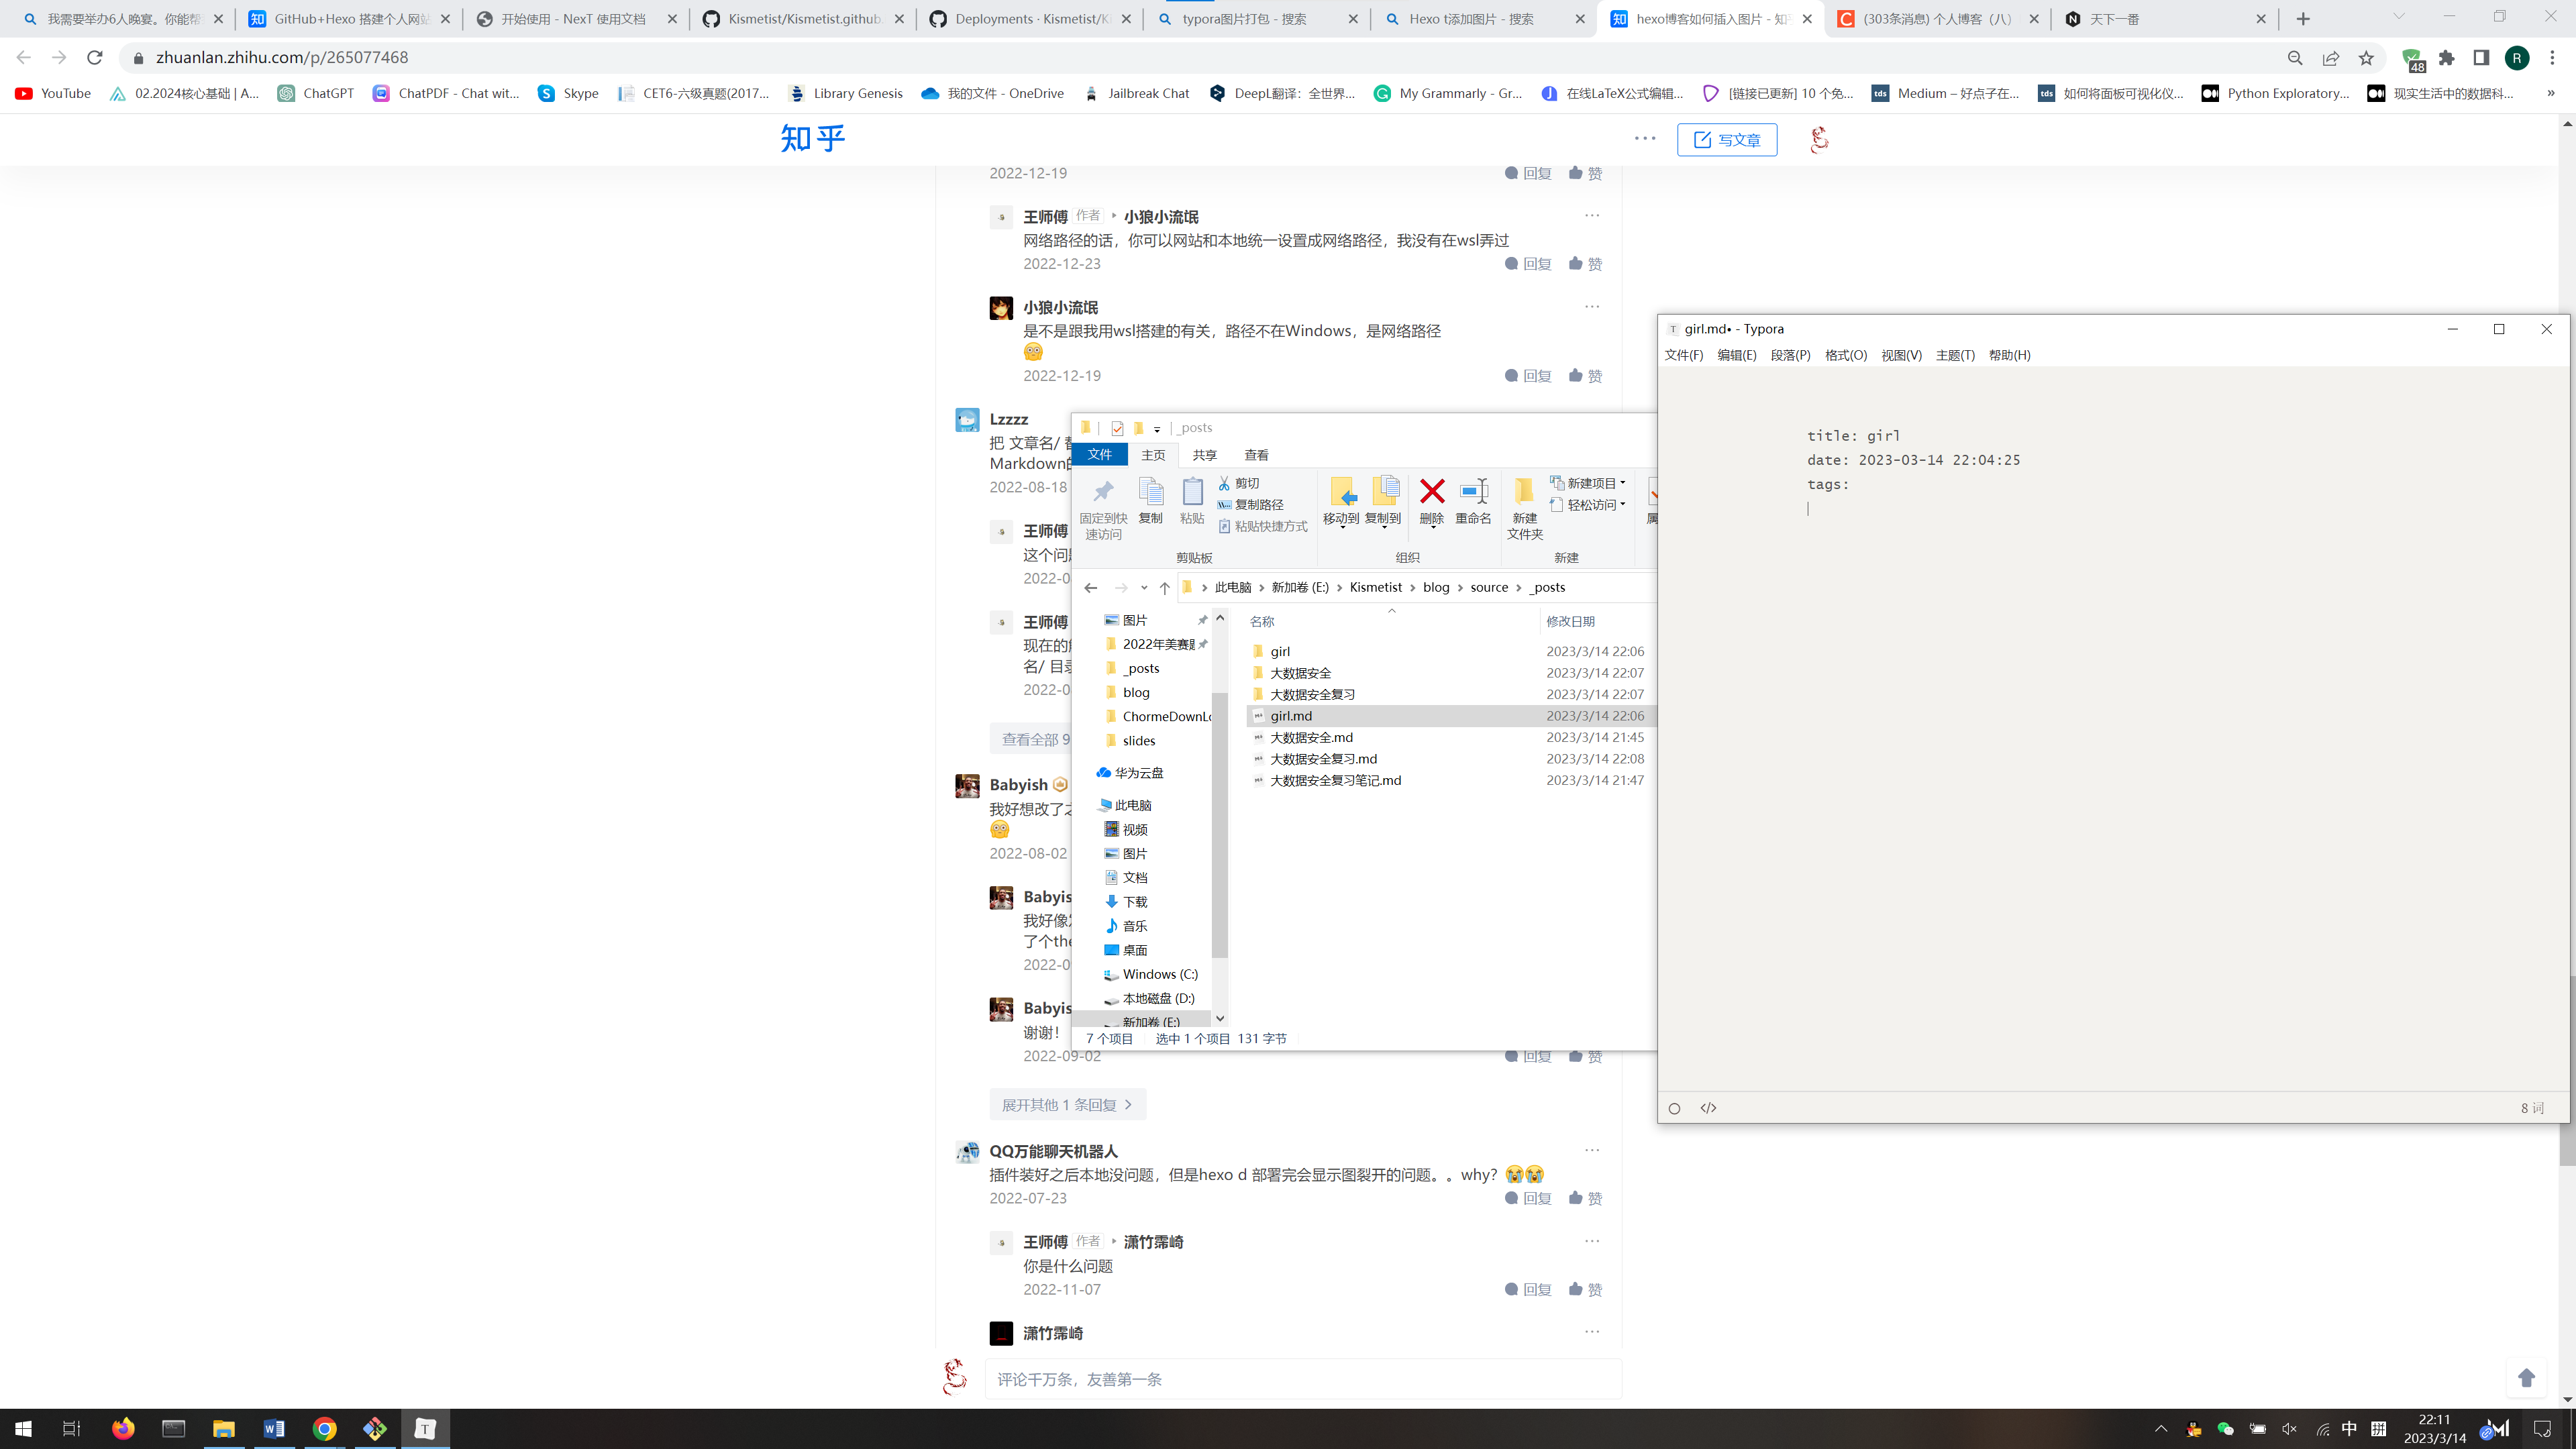 我需要举办6人晚宴。你能帮
GitHub+Hexo 搭建个人网站
开始使用 - NexT 使用文档
Kismetist/Kismetist.github.
Deployments · Kismetist/K
typora图片打包 - 搜索
Hexo t添加图片 - 搜索
hexo博客如何插入图片 - 知
(303条消息) 个人博客（八）
天下一番
zhuanlan.zhihu.com/p/265077468
48
R
YouTube
02.2024核心基础 | A...
ChatGPT
ChatPDF - Chat wit...
Skype
CET6-六级真题(2017...
Library Genesis
我的文件 - OneDrive
Jailbreak Chat
DeepL翻译：全世界...
My Grammarly - Gr...
在线LaTeX公式编辑...
[链接已更新] 10 个免...
Medium – 好点子在...
如何将面板可视化仪...
Python Exploratory...
现实生活中的数据科...
»
知乎
写文章
2022-12-19
回复 赞
王师傅 作者 小狼小流氓
网络路径的话，你可以网站和本地统一设置成网络路径，我没有在wsl弄过
2022-12-23
回复 赞
小狼小流氓
是不是跟我用wsl搭建的有关，路径不在Windows，是网络路径
2022-12-19
回复 赞
Lzzzz
把 文章名/ 
Markdown的
2022-08-18
王师傅
这个问
2022-0
王师傅
现在的
名/ 目
2022-0
查看全部 9
Babyish
我好想改了
2022-08-02
Babyis
我好像
了个the
2022-0
Babyis
谢谢！
2022-09-02
回复 赞
展开其他 1 条回复
QQ万能聊天机器人
插件装好之后本地没问题，但是hexo d 部署完会显示图裂开的问题。。why？
2022-07-23
回复 赞
王师傅 作者 潇竹霈崎
你是什么问题
2022-11-07
回复 赞
潇竹霈崎
评论千万条，友善第一条
_posts
文件 主页 共享 查看
固定到快
速访问
复制
粘贴
剪切
复制路径
粘贴快捷方式
移动到
复制到
删除
重命名
新建
文件夹
新建项目
轻松访问
剪贴板
组织
新建
此电脑 新加卷 (E:) Kismetist blog source _posts
图片
2022年美赛
_posts
blog
ChormeDownLo
slides
华为云盘
此电脑
视频
图片
文档
下载
音乐
桌面
Windows (C:)
本地磁盘 (D:)
新加卷 (E:)
名称 修改日期
girl 2023/3/14 22:06
大数据安全 2023/3/14 22:07
大数据安全复习 2023/3/14 22:07
girl.md 2023/3/14 22:06
大数据安全.md 2023/3/14 21:45
大数据安全复习.md 2023/3/14 22:08
大数据安全复习笔记.md 2023/3/14 21:47
7 个项目 选中 1 个项目 131 字节
girl.md• - Typora
文件(F) 编辑(E) 段落(P) 格式(O) 视图(V) 主题(T) 帮助(H)
title: girl
date: 2023-03-14 22:04:25
tags:
8 词
中
拼
22:11
2023/3/14